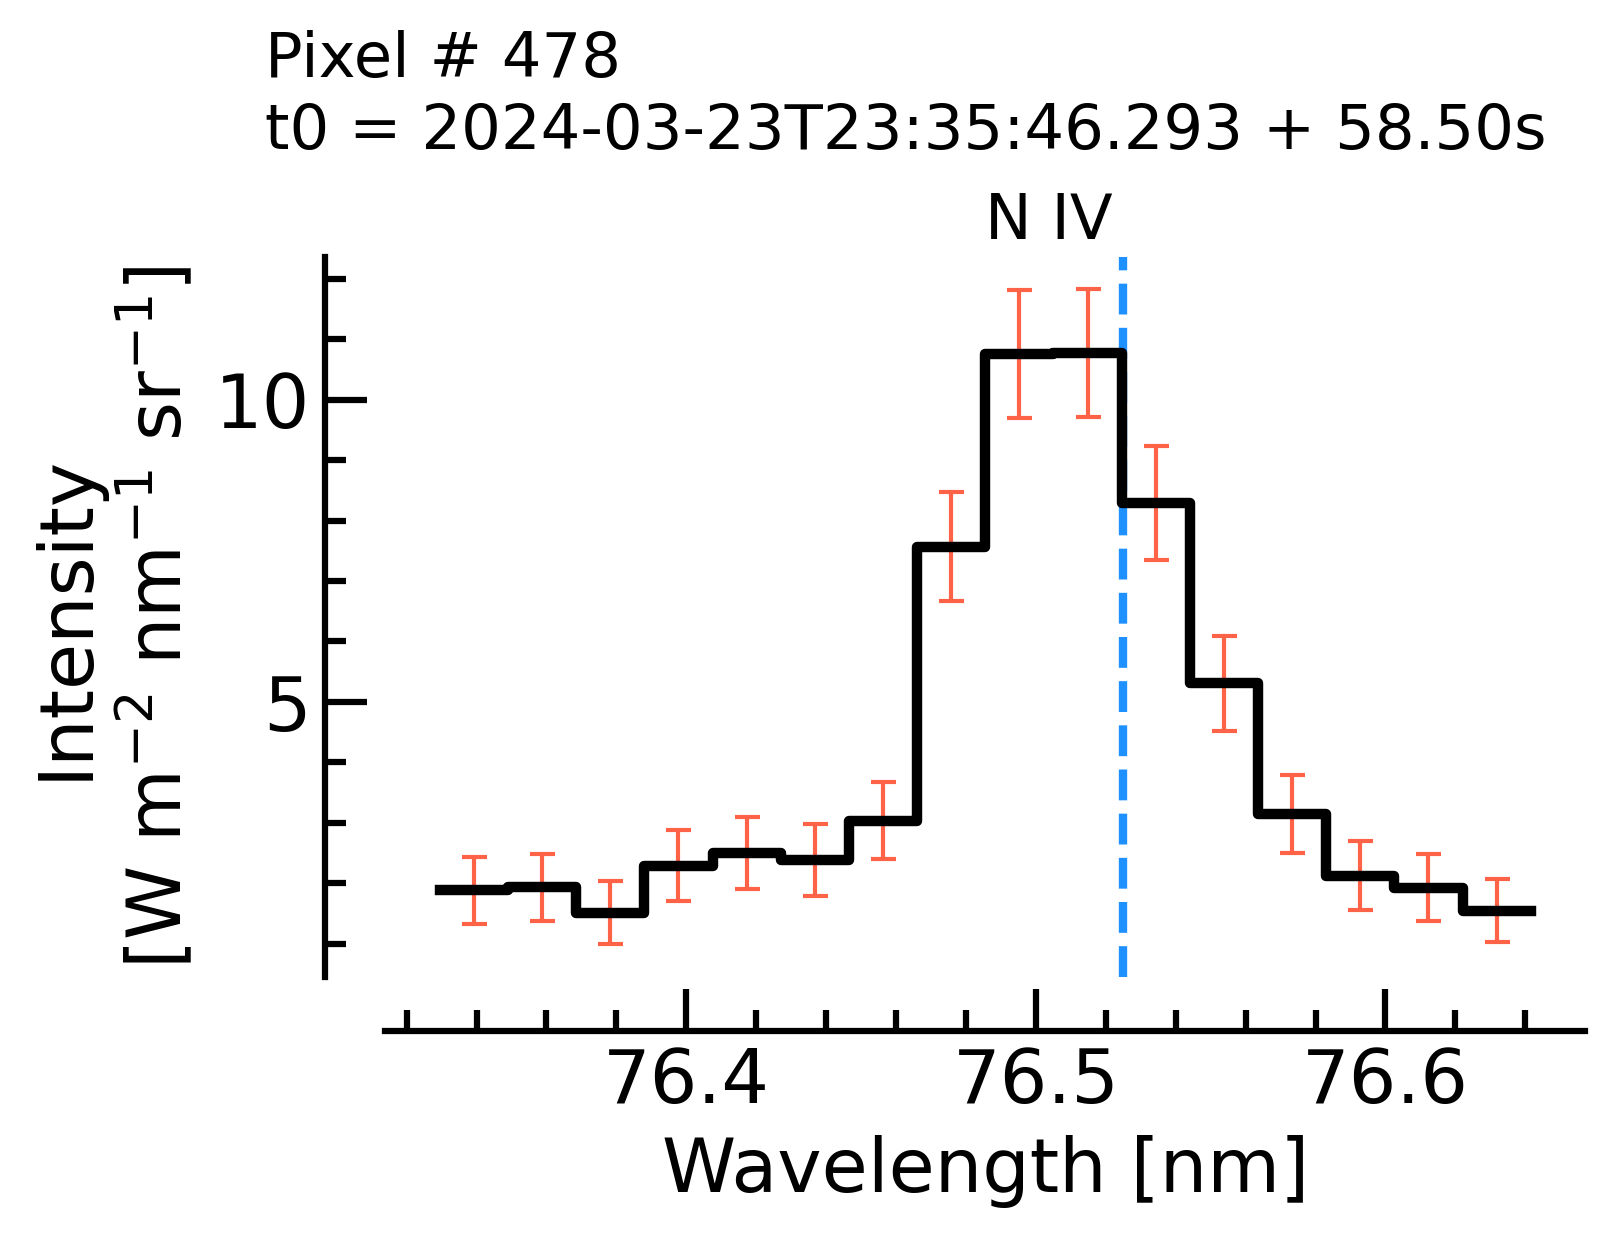 Pixel # 478
t0 = 2024-03-23T23:35:46.293 + 58.50s
N IV
Intensity
[W m⁻² nm⁻¹ sr⁻¹]
10
5
76.4 76.5 76.6
Wavelength [nm]